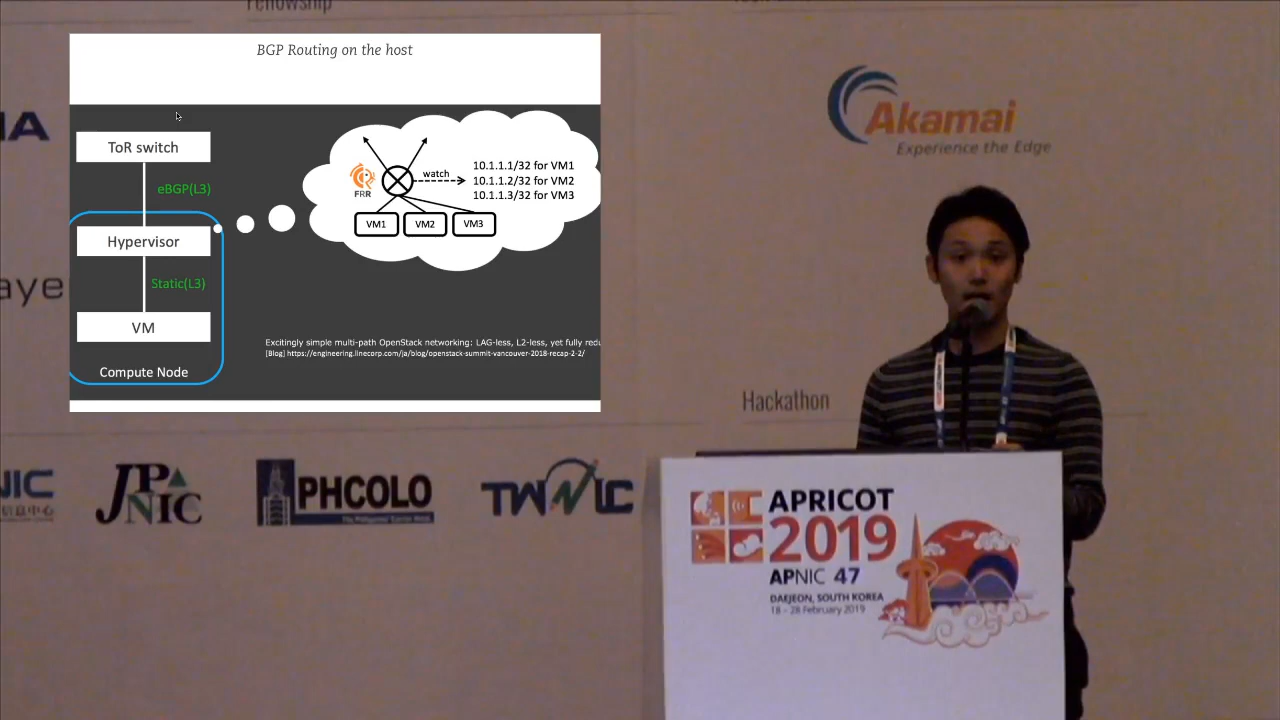 Fellowship
BGP Routing on the host
ToR switch
eBGP(L3)
Hypervisor
Static(L3)
VM
Compute Node
FRR
watch
10.1.1.1/32 for VM1
10.1.1.2/32 for VM2
10.1.1.3/32 for VM3
VM1 VM2 VM3
Excitingly simple multi-path OpenStack networking: LAG-less, L2-less, yet fully redu
[Blog] https://engineering.linecorp.com/ja/blog/openstack-summit-vancouver-2018-recap-2-2/
Akamai
Experience the Edge
Hackathon
aye
NIC
JPNIC
PHCOLO
TWNIC
APRICOT
2019
APNIC 47
DAEJEON, SOUTH KOREA
18 – 28 February 2019